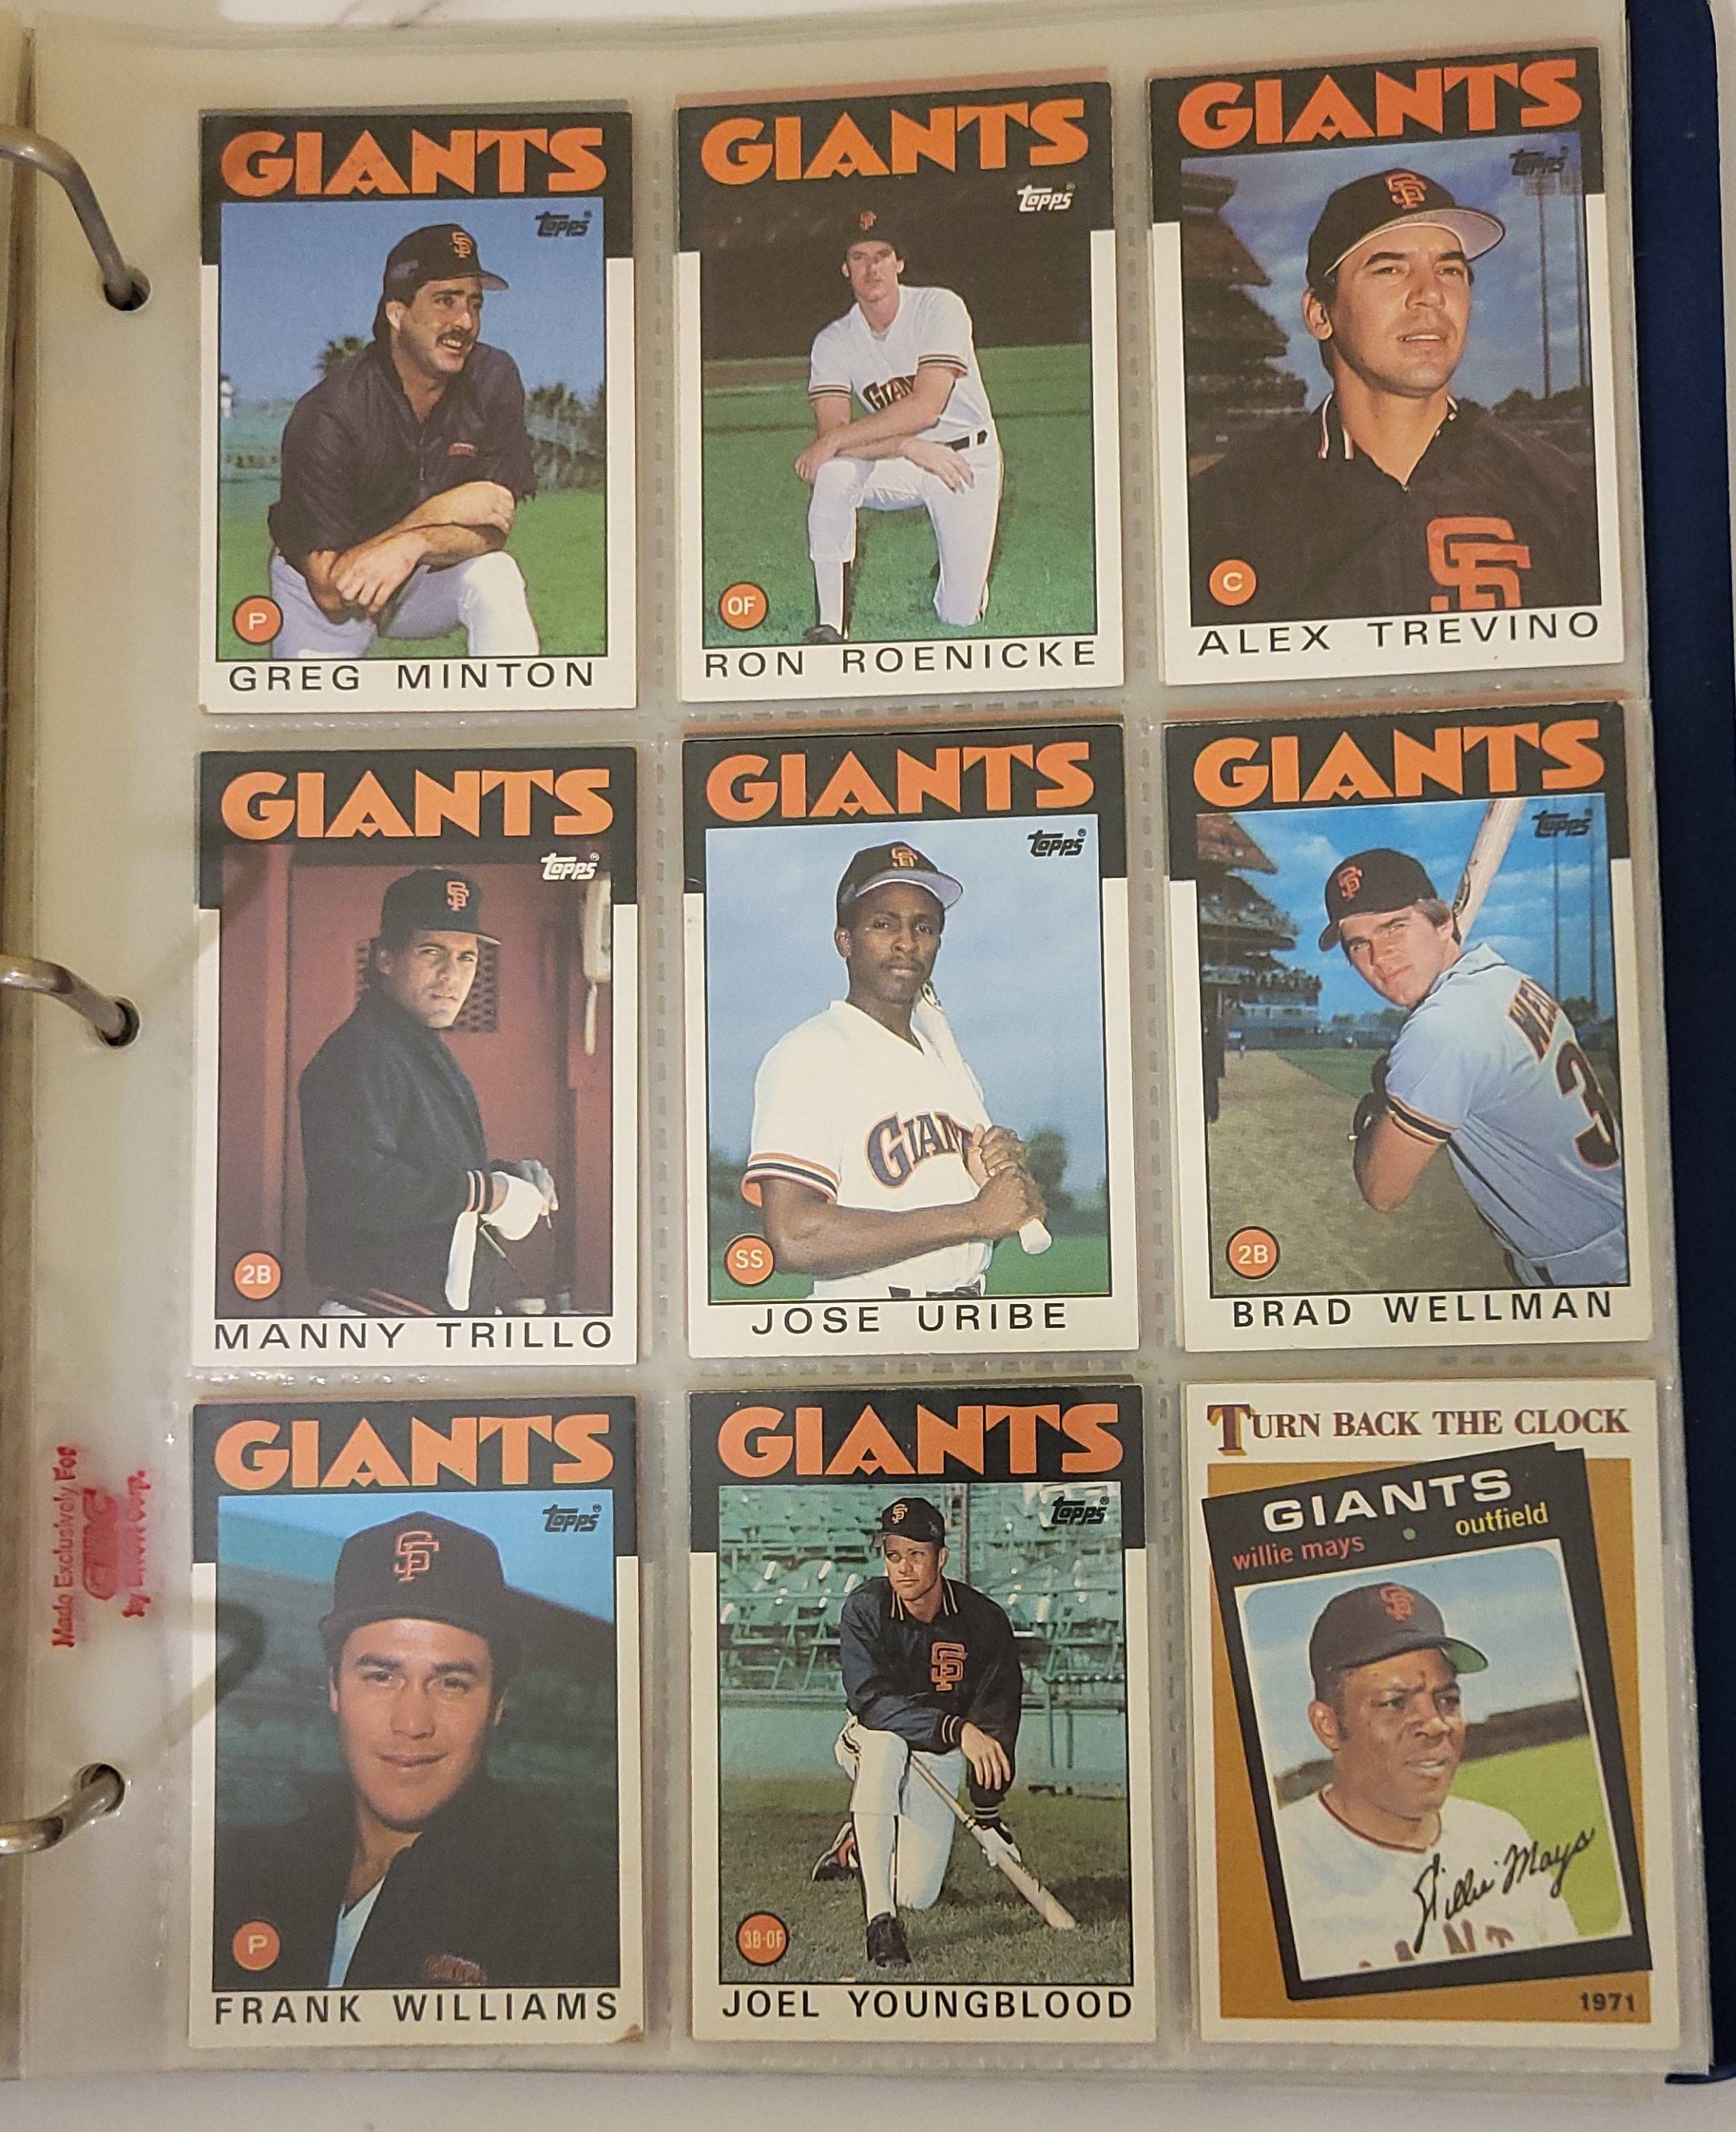 GIANTS
Topps
P
GREG MINTON
GIANTS
Topps
OF
GIANTS
RON ROENICKE
GIANTS
Topps
C
ALEX TREVINO
GIANTS
Topps
2B
MANNY TRILLO
GIANTS
Topps
SS
JOSE URIBE
GIANTS
Topps
2B
BRAD WELLMAN
Made Exclusively For
GIANTS
Topps
P
FRANK WILLIAMS
GIANTS
Topps
3B-OF
JOEL YOUNGBLOOD
TURN BACK THE CLOCK
GIANTS
willie mays • outfield
Willie Mays
1971